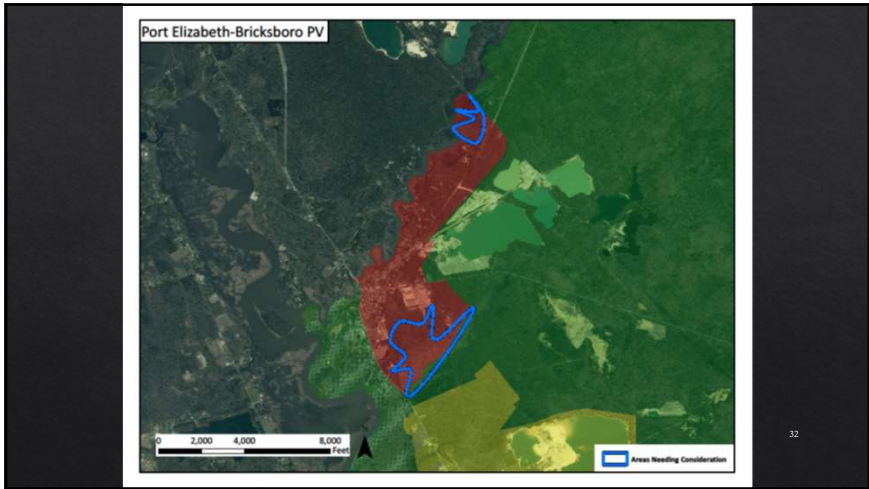 Port Elizabeth-Bricksboro PV
0 2,000 4,000 8,000
Feet
Areas Needing Consideration
32